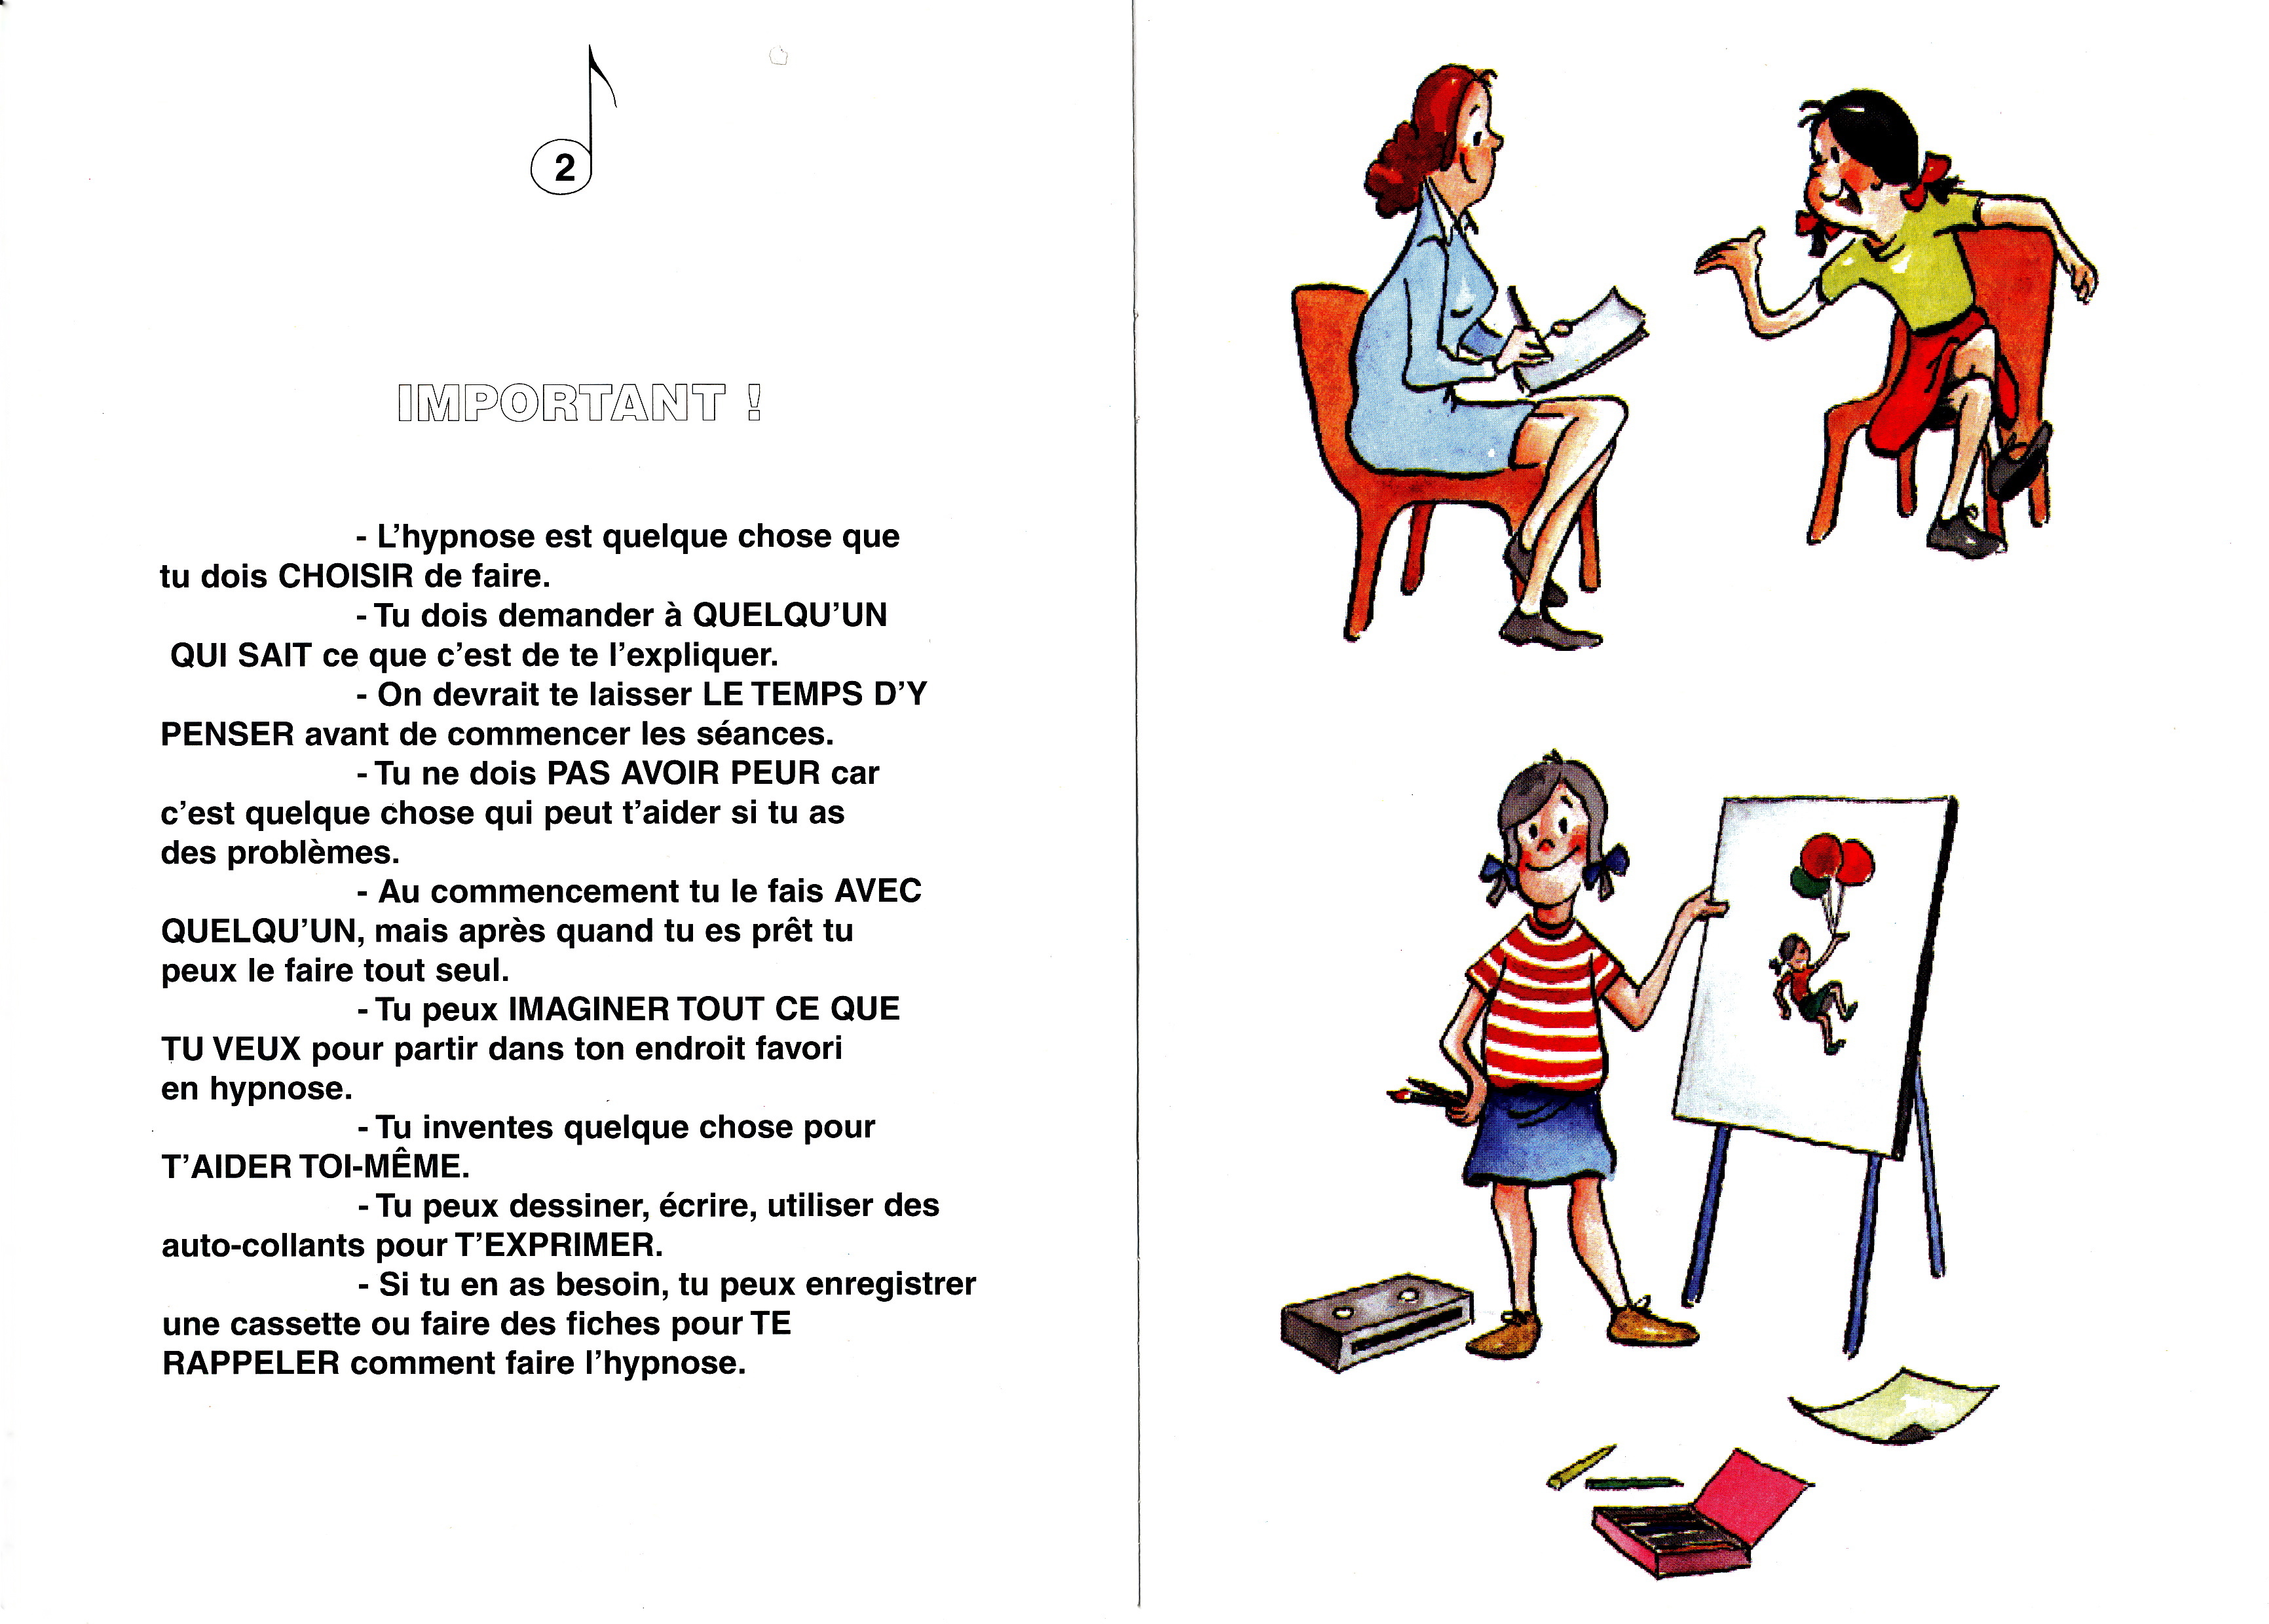 2
IMPORTANT !
- L'hypnose est quelque chose que
tu dois CHOISIR de faire.
- Tu dois demander à QUELQU'UN
QUI SAIT ce que c'est de te l'expliquer.
- On devrait te laisser LE TEMPS D'Y
PENSER avant de commencer les séances.
- Tu ne dois PAS AVOIR PEUR car
c'est quelque chose qui peut t'aider si tu as
des problèmes.
- Au commencement tu le fais AVEC
QUELQU'UN, mais après quand tu es prêt tu
peux le faire tout seul.
- Tu peux IMAGINER TOUT CE QUE
TU VEUX pour partir dans ton endroit favori
en hypnose.
- Tu inventes quelque chose pour
T'AIDER TOI-MÊME.
- Tu peux dessiner, écrire, utiliser des
auto-collants pour T'EXPRIMER.
- Si tu en as besoin, tu peux enregistrer
une cassette ou faire des fiches pour TE
RAPPELER comment faire l'hypnose.